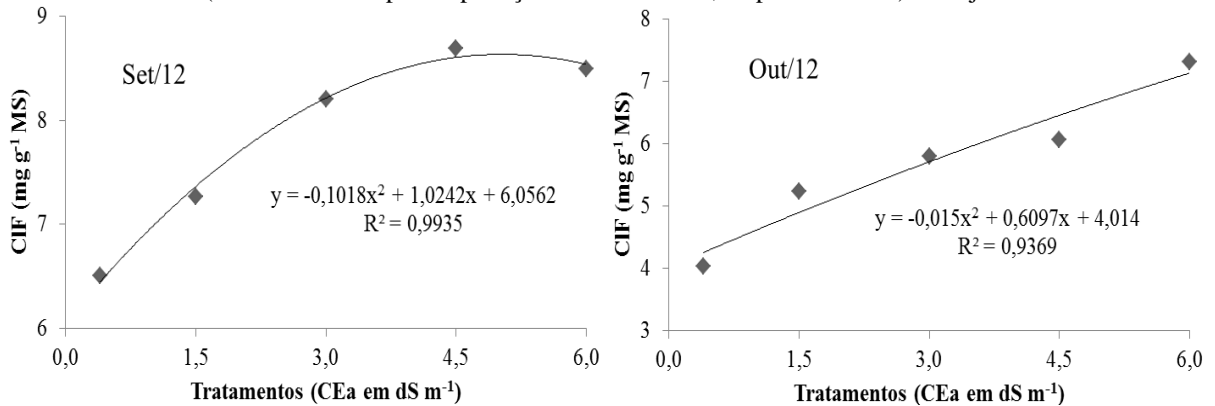 9
8
7
6
CIF (mg g⁻¹ MS)
Set/12
y = -0,1018x² + 1,0242x + 6,0562
R² = 0,9935
0,0 1,5 3,0 4,5 6,0
Tratamentos (CEa em dS m⁻¹)
8
7
6
5
4
3
CIF (mg g⁻¹ MS)
Out/12
y = -0,015x² + 0,6097x + 4,014
R² = 0,9369
0,0 1,5 3,0 4,5 6,0
Tratamentos (CEa em dS m⁻¹)